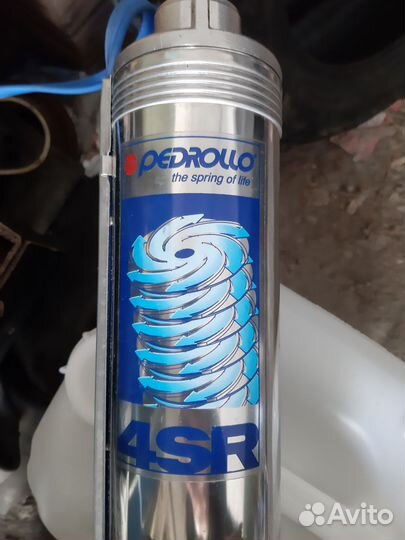 PEDROLLO
the spring of life
4SR
Avito